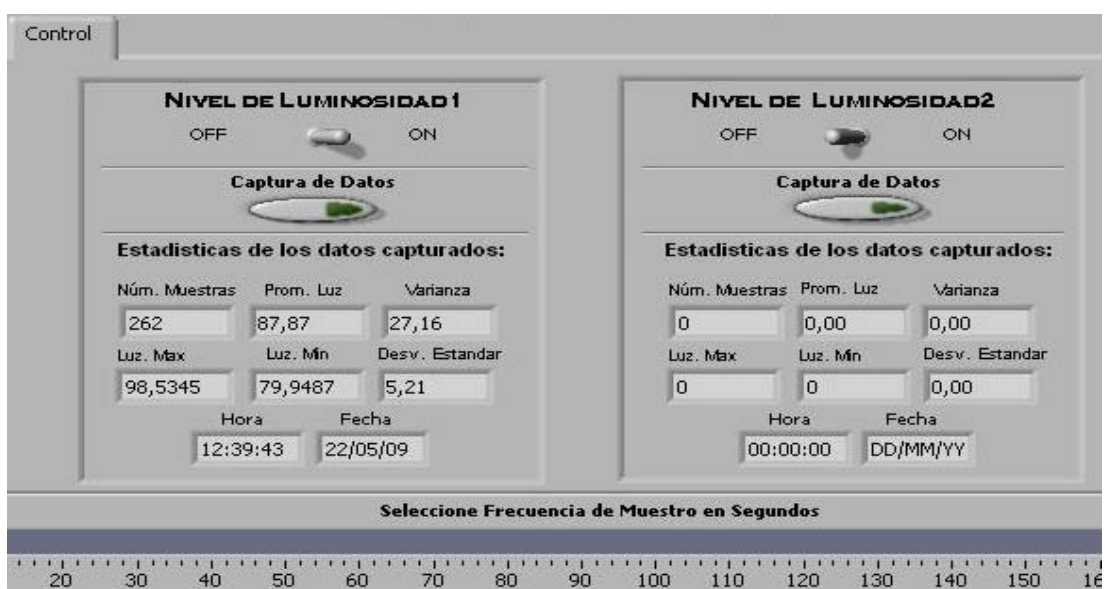 Control
NIVEL DE LUMINOSIDAD1
OFF ON
Captura de Datos
Estadisticas de los datos capturados:
Núm. Muestras Prom. Luz Varianza
262 87,87 27,16
Luz. Max Luz. Min Desv. Estandar
98,5345 79,9487 5,21
Hora Fecha
12:39:43 22/05/09
NIVEL DE LUMINOSIDAD2
OFF ON
Captura de Datos
Estadisticas de los datos capturados:
Núm. Muestras Prom. Luz Varianza
0 0,00 0,00
Luz. Max Luz. Min Desv. Estandar
0 0 0,00
Hora Fecha
00:00:00 DD/MM/YY
Seleccione Frecuencia de Muestro en Segundos
20 30 40 50 60 70 80 90 100 110 120 130 140 150